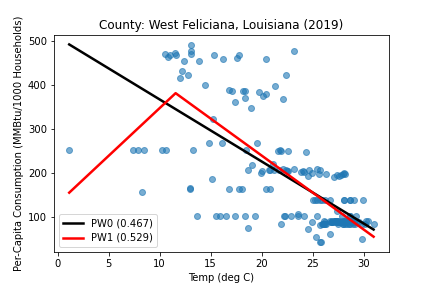 County: West Feliciana, Louisiana (2019)
Per-Capita Consumption (MMBtu/1000 Households)
500
400
300
200
100
PW0 (0.467)
PW1 (0.529)
0
5
10
15
20
25
30
Temp (deg C)